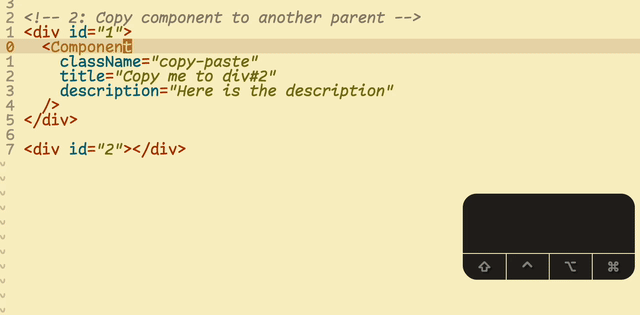 3
2 <!-- 2: Copy component to another parent -->
1 <div id="1">
0   <Component
1     className="copy-paste"
2     title="Copy me to div#2"
3     description="Here is the description"
4   />
5 </div>
6
7 <div id="2"></div>
⇧ ^ ⌥ ⌘